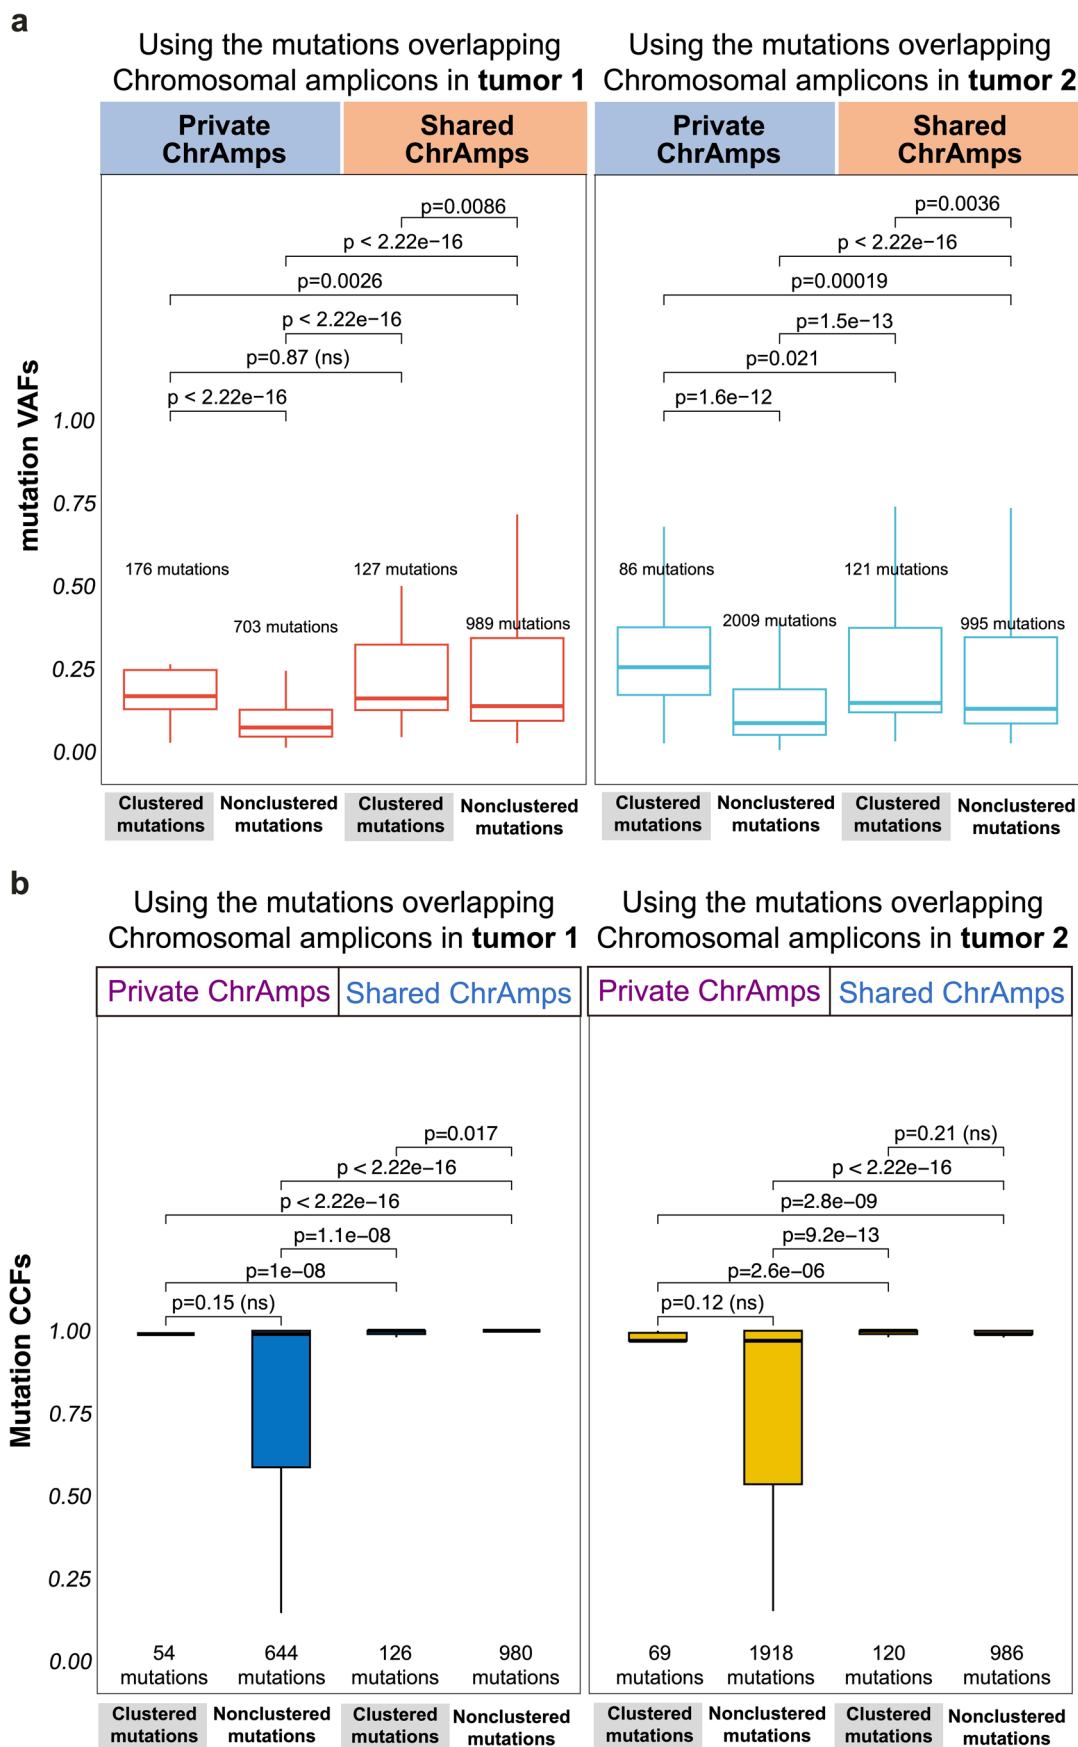 a
Using the mutations overlapping
Chromosomal amplicons in tumor 1
Using the mutations overlapping
Chromosomal amplicons in tumor 2
Private
ChrAmps
Shared
ChrAmps
Private
ChrAmps
Shared
ChrAmps
mutation VAFs
1.00
0.75
0.50
0.25
0.00
p=0.0086
p < 2.22e−16
p=0.0026
p < 2.22e−16
p=0.87 (ns)
p < 2.22e−16
176 mutations
703 mutations
127 mutations
989 mutations
p=0.0036
p <2.22e−16
p=0.00019
p=1.5e−13
p=0.021
p=1.6e−12
86 mutations
2009 mutations
121 mutations
995 mutations
Clustered
mutations
Nonclustered
mutations
Clustered
mutations
Nonclustered
mutations
Clustered
mutations
Nonclustered
mutations
Clustered
mutations
Nonclustered
mutations
b
Using the mutations overlapping
Chromosomal amplicons in tumor 1
Using the mutations overlapping
Chromosomal amplicons in tumor 2
Private ChrAmps
Shared ChrAmps
Private ChrAmps
Shared ChrAmps
Mutation CCFs
1.00
0.75
0.50
0.25
0.00
p=0.017
p < 2.22e−16
p < 2.22e−16
p=1.1e−08
p=1e−08
p=0.15 (ns)
54
mutations
644
mutations
126
mutations
980
mutations
p=0.21 (ns)
p <2.22e−16
p=2.8e−09
p=9.2e−13
p=2.6e−06
p=0.12 (ns)
69
mutations
1918
mutations
120
mutations
986
mutations
Clustered
mutations
Nonclustered
mutations
Clustered
mutations
Nonclustered
mutations
Clustered
mutations
Nonclustered
mutations
Clustered
mutations
Nonclustered
mutations